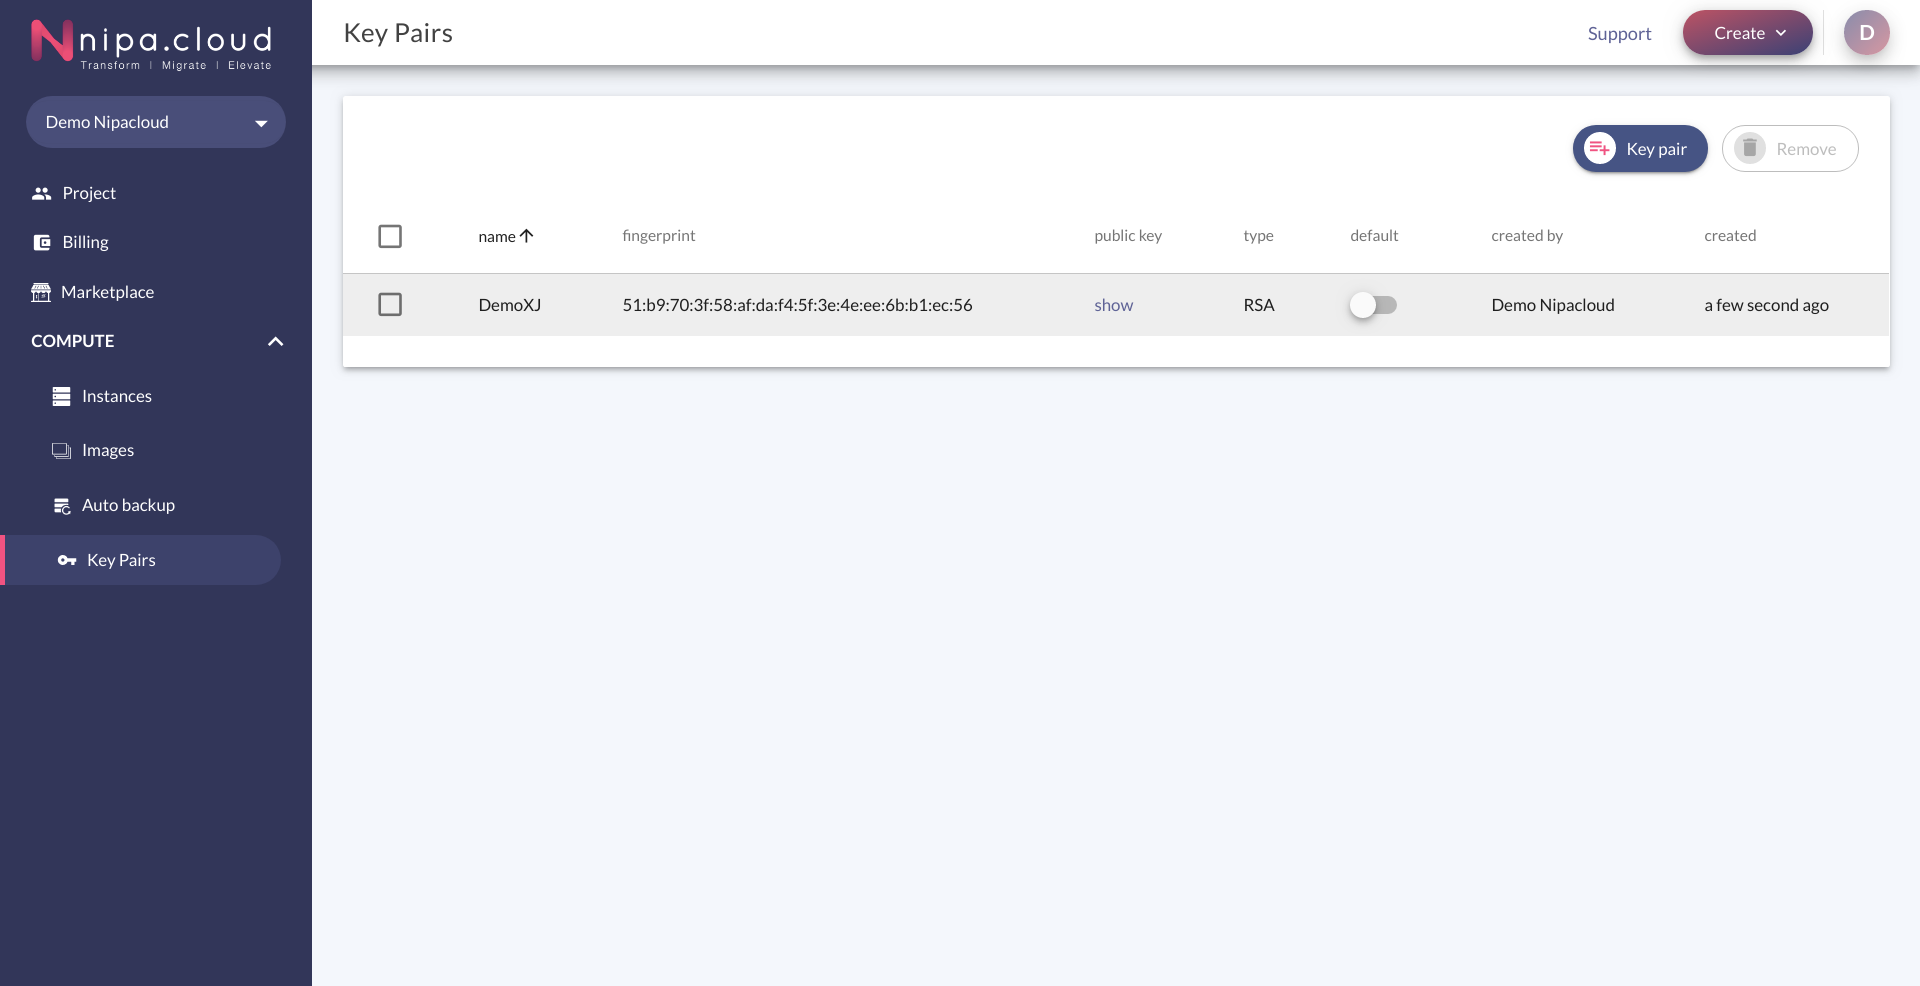 nipa.cloud
Transform | Migrate | Elevate
Demo Nipacloud
Project
Billing
Marketplace
COMPUTE
Instances
Images
Auto backup
Key Pairs
Key Pairs
Support
Create
D
Key pair
Remove
name fingerprint public key type default created by created
DemoXJ 51:b9:70:3f:58:af:da:f4:5f:3e:4e:ee:6b:b1:ec:56 show RSA Demo Nipacloud a few second ago